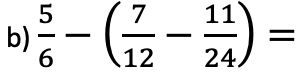 b) 5/6 − (7/12 − 11/24) =